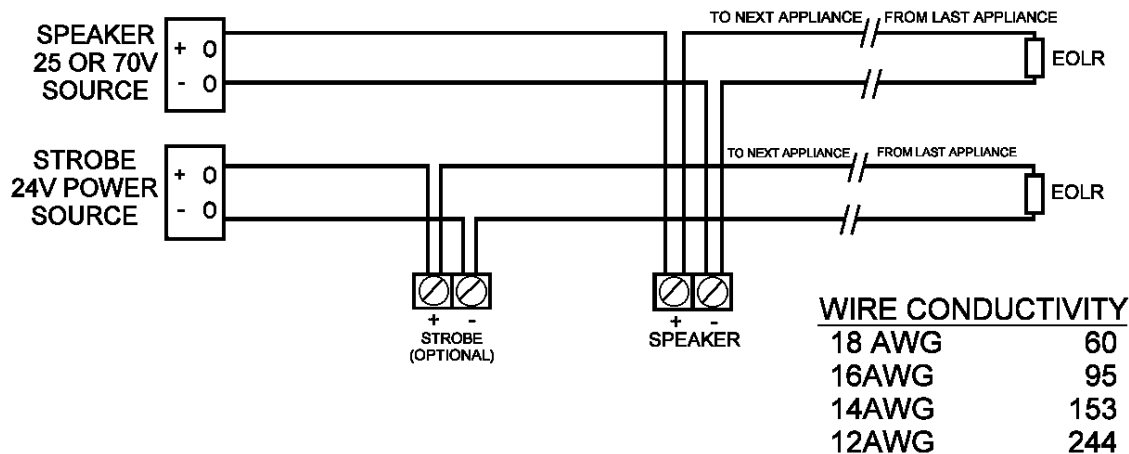 SPEAKER
25 OR 70V
SOURCE
+ O
- O
TO NEXT APPLIANCE
FROM LAST APPLIANCE
EOLR
STROBE
24V POWER
SOURCE
+ O
- O
TO NEXT APPLIANCE
FROM LAST APPLIANCE
EOLR
+ -
STROBE
(OPTIONAL)
+ -
SPEAKER
WIRE CONDUCTIVITY
18 AWG 60
16AWG 95
14AWG 153
12AWG 244